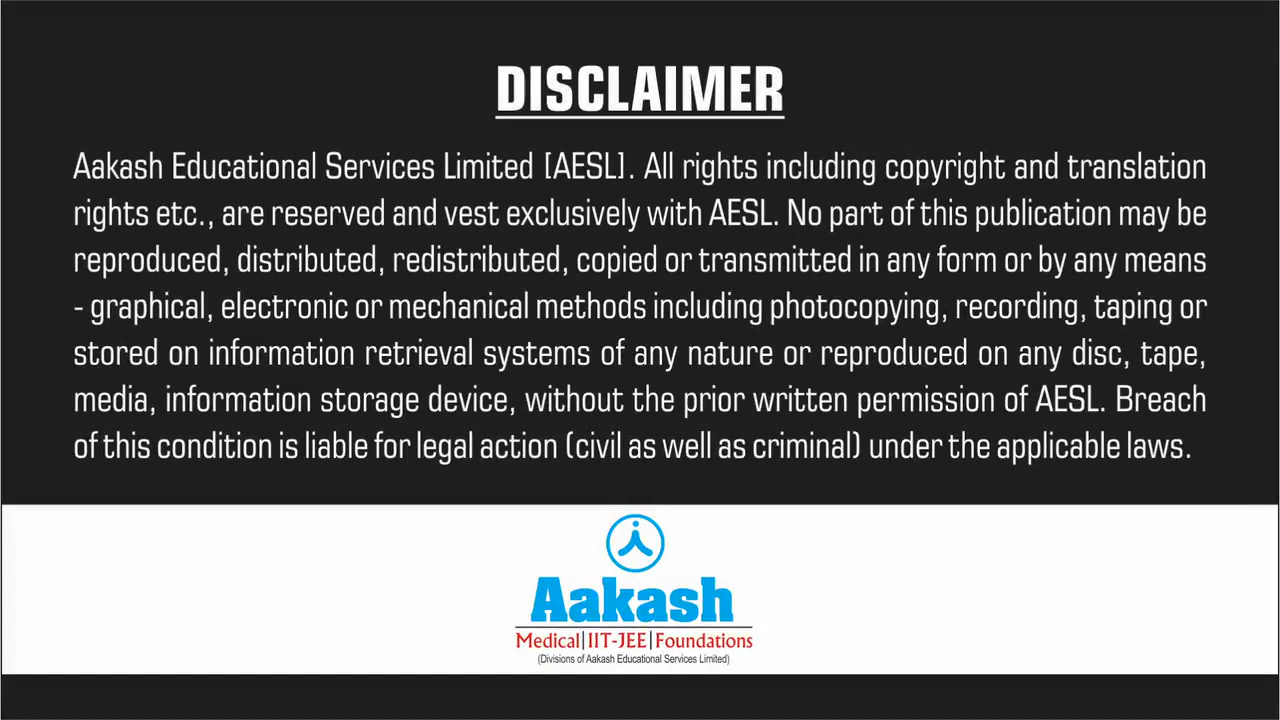 DISCLAIMER
Aakash Educational Services Limited [AESL]. All rights including copyright and translation
rights etc., are reserved and vest exclusively with AESL. No part of this publication may be
reproduced, distributed, redistributed, copied or transmitted in any form or by any means
- graphical, electronic or mechanical methods including photocopying, recording, taping or
stored on information retrieval systems of any nature or reproduced on any disc, tape,
media, information storage device, without the prior written permission of AESL. Breach
of this condition is liable for legal action (civil as well as criminal) under the applicable laws.
Aakash
Medical|IIT-JEE|Foundations
(Divisions of Aakash Educational Services Limited)